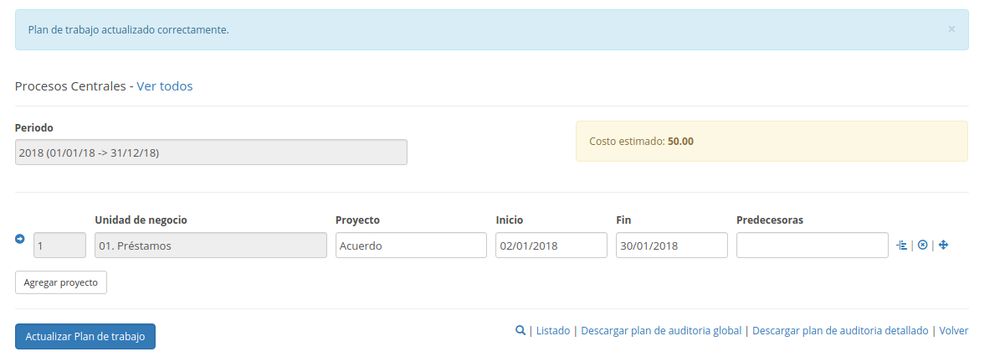 Plan de trabajo actualizado correctamente. ×
Procesos Centrales - Ver todos
Periodo
2018 (01/01/18 -> 31/12/18)
Costo estimado: 50.00
Unidad de negocio Proyecto Inicio Fin Predecesoras
1 01. Préstamos Acuerdo 02/01/2018 30/01/2018 | |
Agregar proyecto
Actualizar Plan de trabajo
| Listado | Descargar plan de auditoria global | Descargar plan de auditoria detallado | Volver